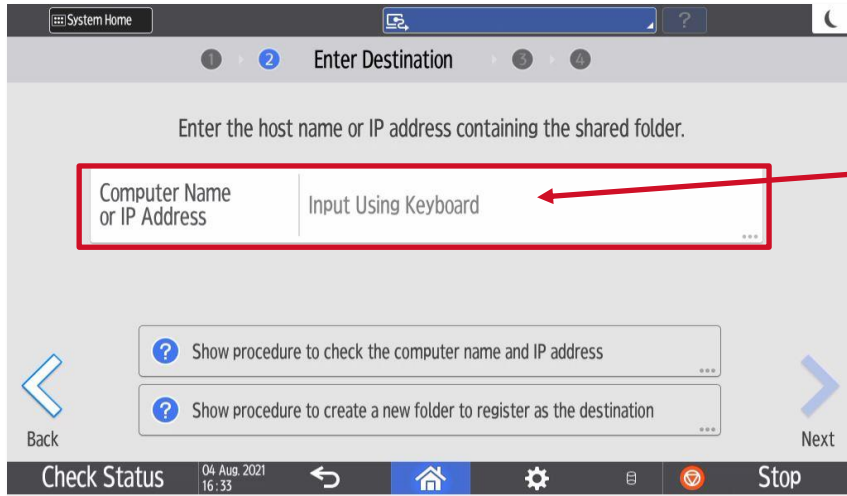 System Home
?
1 2 Enter Destination 3 4
Enter the host name or IP address containing the shared folder.
Computer Name
or IP Address
Input Using Keyboard
...
? Show procedure to check the computer name and IP address ...
? Show procedure to create a new folder to register as the destination ...
Back
Next
Check Status
04 Aug. 2021
16:33
Stop